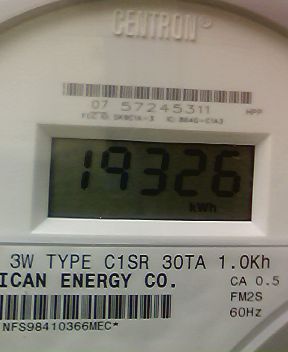 CENTRON®
07 57245311 HPP
19326
kWh
3W TYPE C1SR 30TA 1.0Kh
ICAN ENERGY CO. CA 0.5
FM2S
60Hz
NFS98410366MEC*